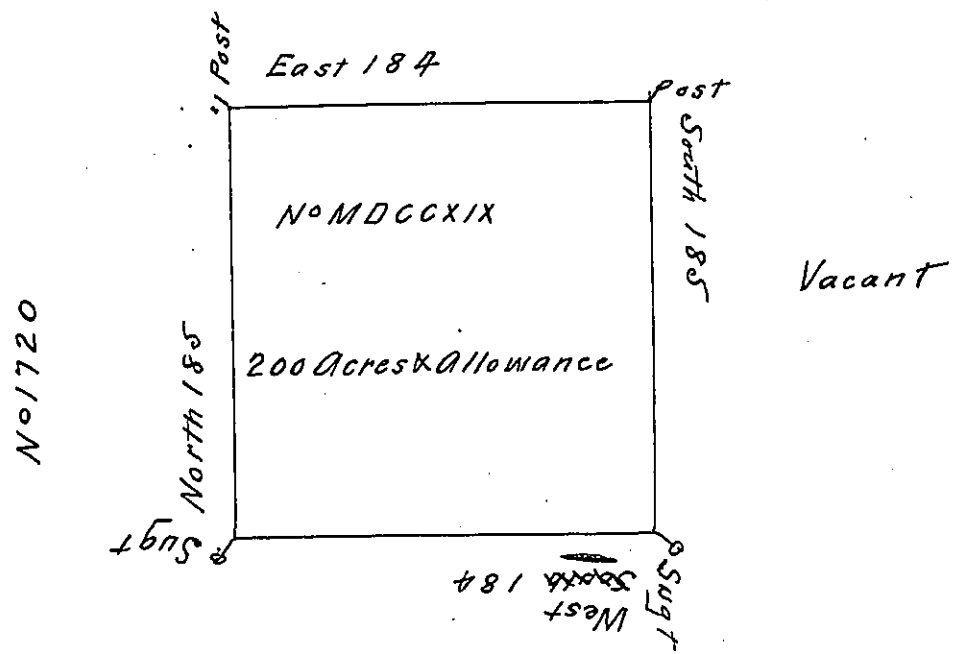 Post
East 184
Post
South 185
No MDCCXIX
Vacant
No 1720
North 185
200 Acres & Allowance
Sugt
Sugt
184
West